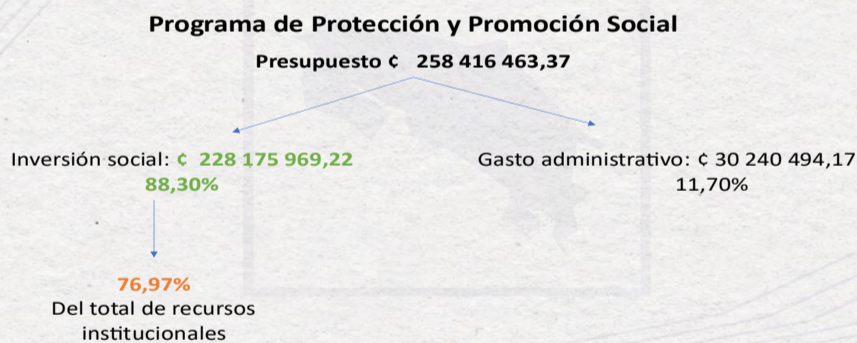 Programa de Protección y Promoción Social
Presupuesto ¢ 258 416 463,37
Inversión social: ¢ 228 175 969,22
88,30%
Gasto administrativo: ¢ 30 240 494,17
11,70%
76,97%
Del total de recursos
institucionales